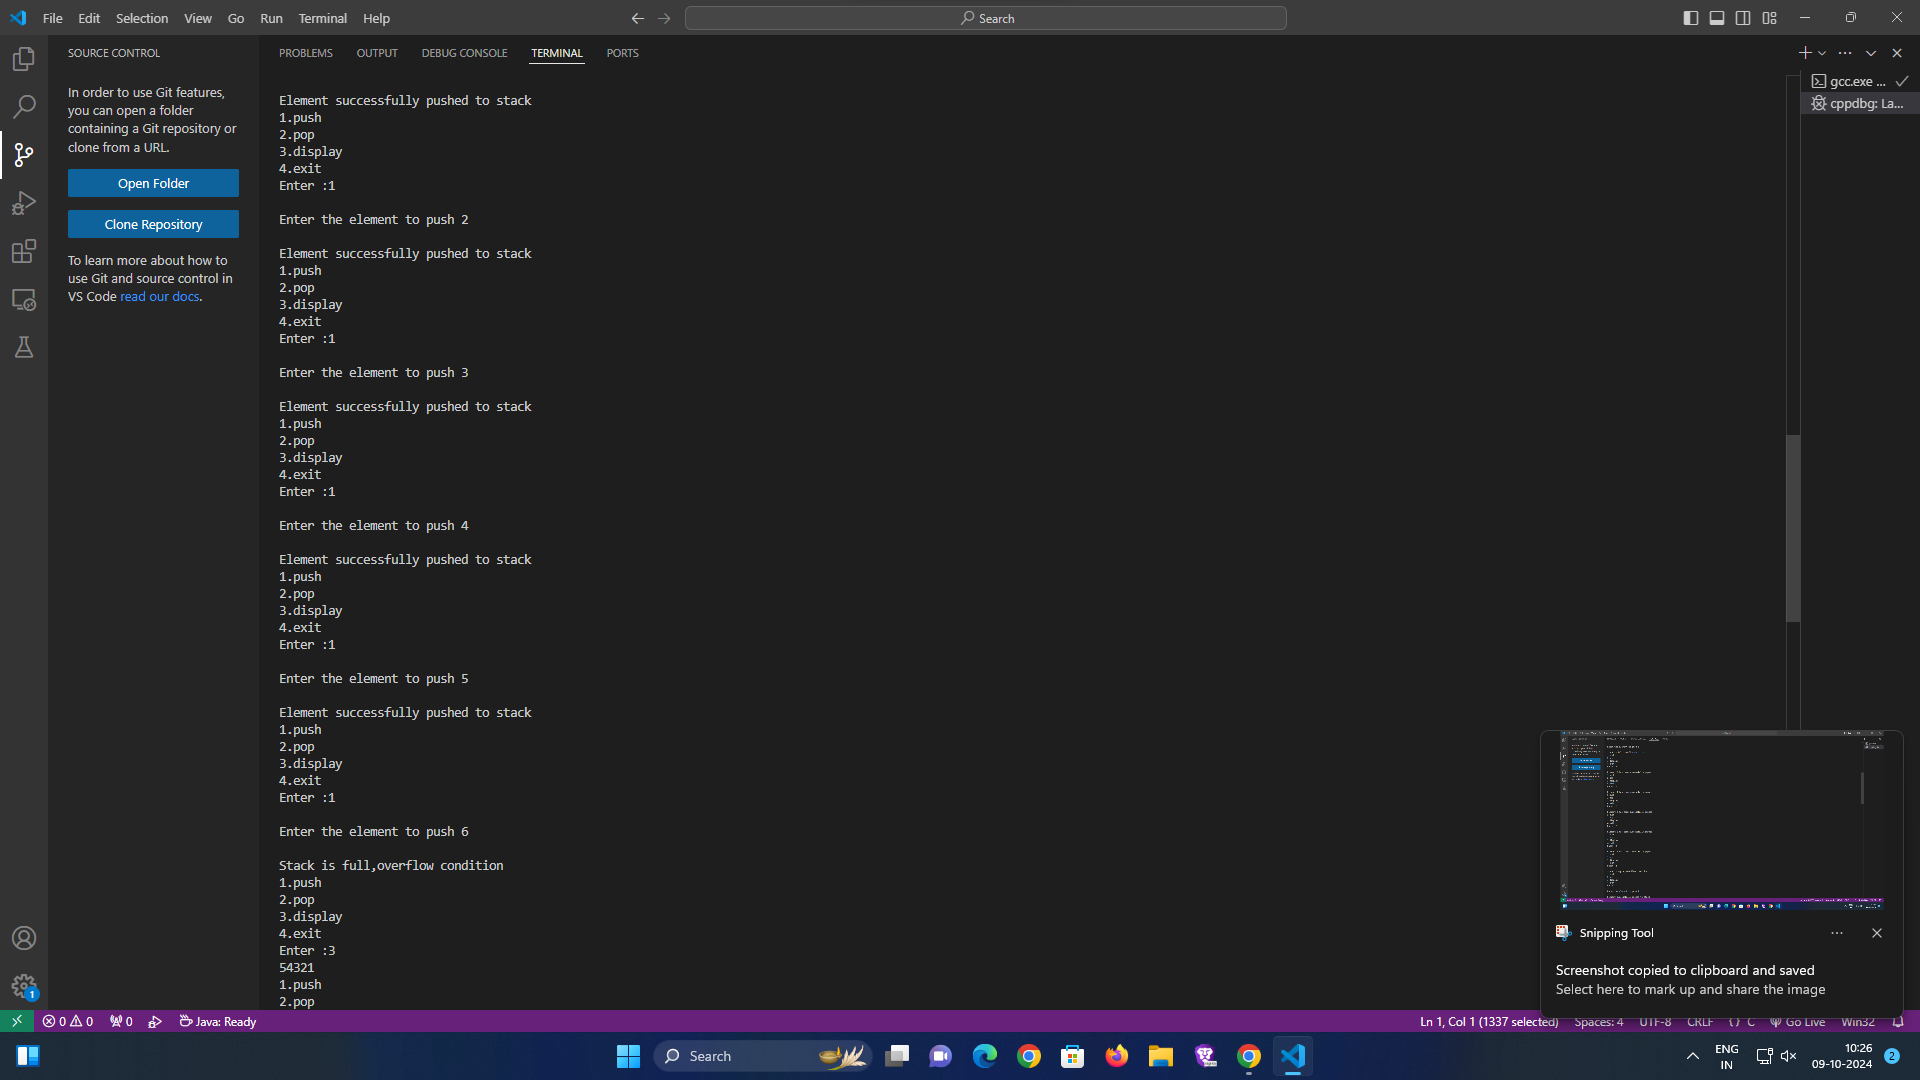 File Edit Selection View Go Run Terminal Help
Search
SOURCE CONTROL
In order to use Git features,
you can open a folder
containing a Git repository or
clone from a URL.
Open Folder
Clone Repository
To learn more about how to
use Git and source control in
VS Code read our docs.
PROBLEMS OUTPUT DEBUG CONSOLE TERMINAL PORTS
gcc.exe ...
cppdbg: La...
Element successfully pushed to stack
1.push
2.pop
3.display
4.exit
Enter :1
Enter the element to push 2
Element successfully pushed to stack
1.push
2.pop
3.display
4.exit
Enter :1
Enter the element to push 3
Element successfully pushed to stack
1.push
2.pop
3.display
4.exit
Enter :1
Enter the element to push 4
Element successfully pushed to stack
1.push
2.pop
3.display
4.exit
Enter :1
Enter the element to push 5
Element successfully pushed to stack
1.push
2.pop
3.display
4.exit
Enter :1
Enter the element to push 6
Stack is full,overflow condition
1.push
2.pop
3.display
4.exit
Enter :3
54321
1.push
2.pop
Snipping Tool
Screenshot copied to clipboard and saved
Select here to mark up and share the image
1
0 0 0 Java: Ready
Ln 1, Col 1 (1337 selected) Spaces: 4 UTF-8 CRLF {} C Go Live Win32
Search
ENG
IN
10:26
09-10-2024
2